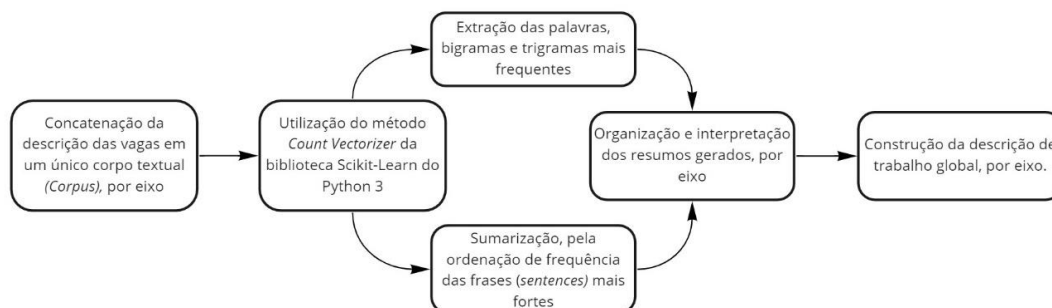 Concatenação da
descrição das vagas em
um único corpo textual
(Corpus), por eixo
Utilização do método
Count Vectorizer da
biblioteca Scikit-Learn do
Python 3
Extração das palavras,
bigramas e trigramas mais
frequentes
Sumarização, pela
ordenação de frequência
das frases (sentences) mais
fortes
Organização e interpretação
dos resumos gerados, por
eixo
Construção da descrição de
trabalho global, por eixo.